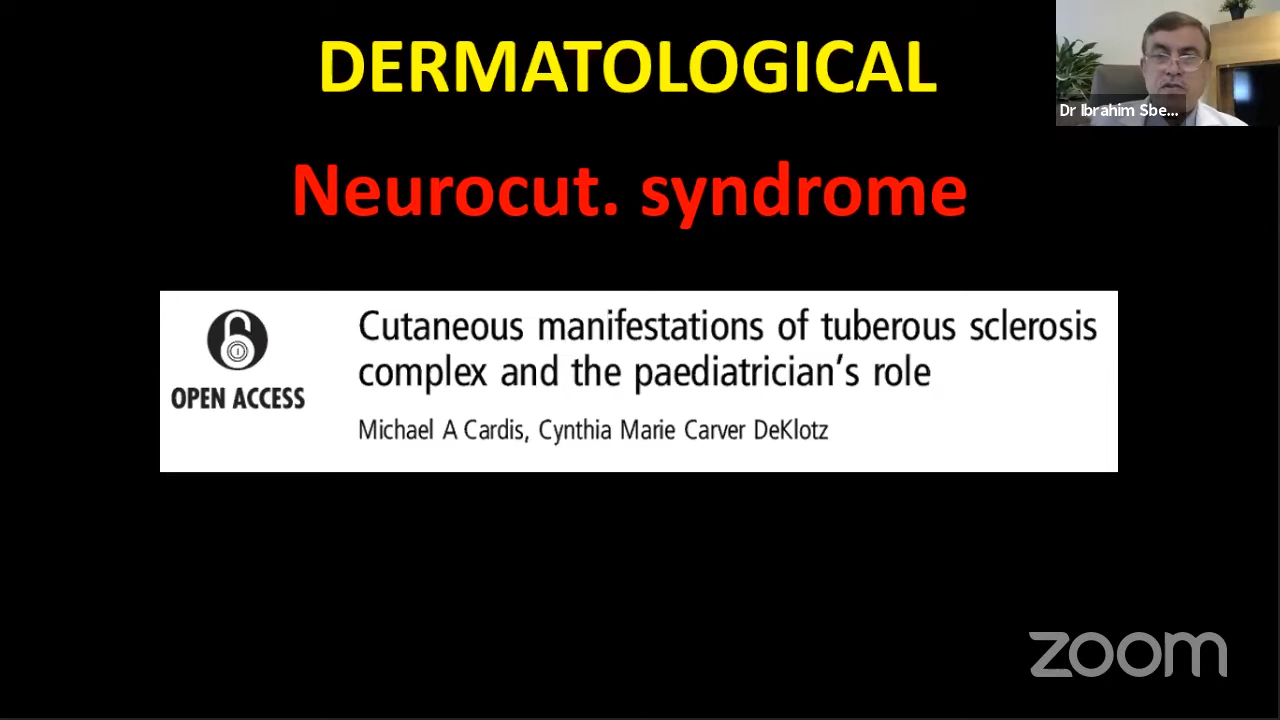 DERMATOLOGICAL
Dr Ibrahim Sbe...
Neurocut. syndrome
Cutaneous manifestations of tuberous sclerosis
complex and the paediatrician's role
OPEN ACCESS
Michael A Cardis, Cynthia Marie Carver DeKlotz
zoom